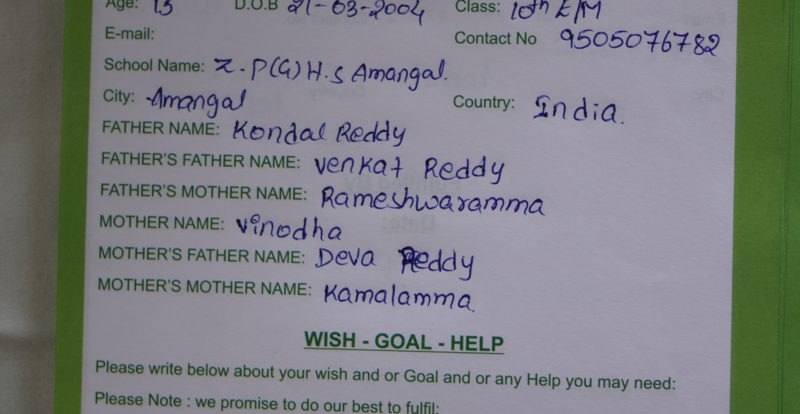 Age: 15 D.O.B 21-03-2004 Class: 10th E/M
E-mail: Contact No 9505076782
School Name: Z.P(G)H.S Amangal.
City: Amangal Country: India.
FATHER NAME: Kondal Reddy
FATHER'S FATHER NAME: Venkat Reddy
FATHER'S MOTHER NAME: Rameshwaramma
MOTHER NAME: Vinodha
MOTHER'S FATHER NAME: Deva Reddy
MOTHER'S MOTHER NAME: Kamalamma.
WISH - GOAL - HELP
Please write below about your wish and or Goal and or any Help you may need:
Please Note : we promise to do our best to fulfil: